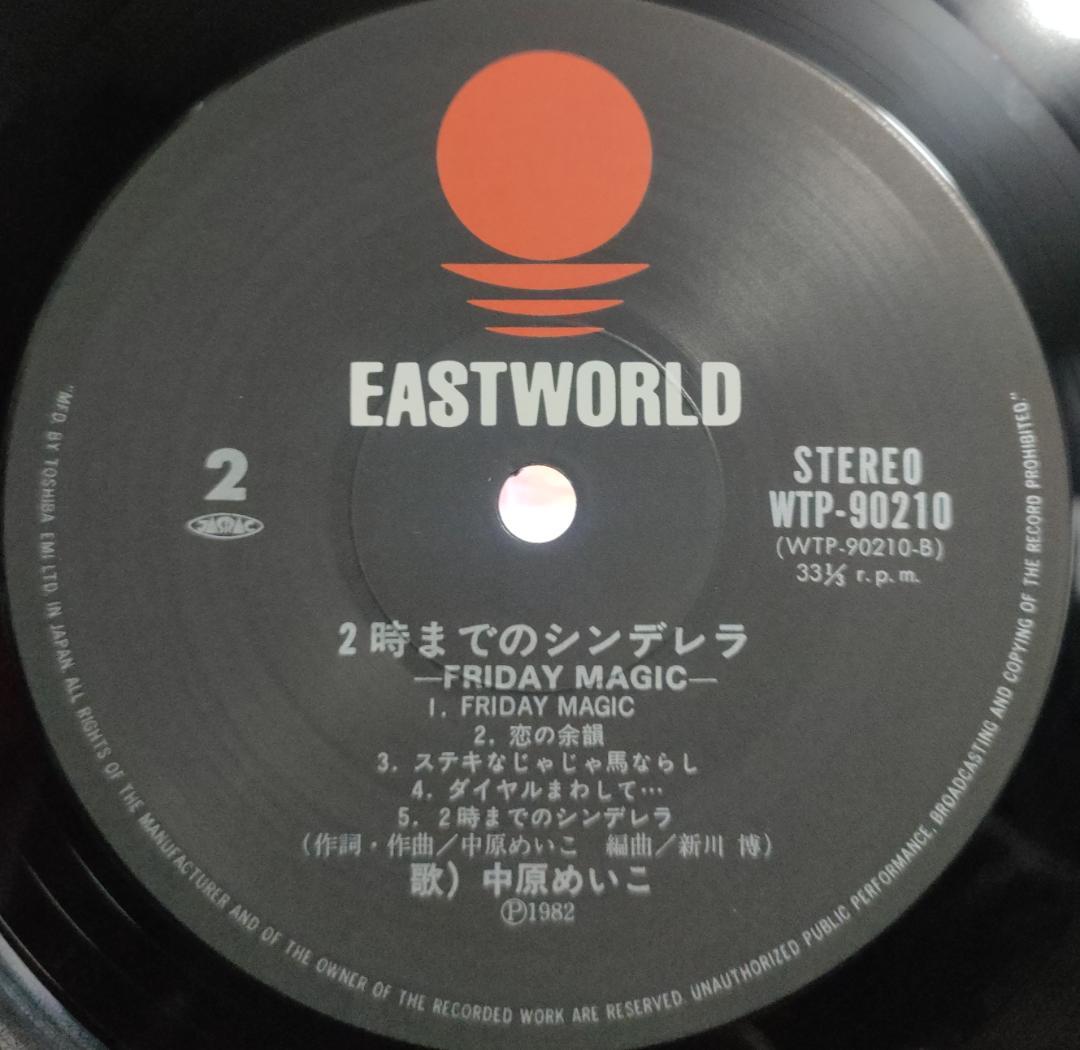 EASTWORLD
2
JASRAC
STEREO
WTP-90210
(WTP-90210-B)
33⅓ r.p.m.
2時までのシンデレラ
—FRIDAY MAGIC—
1. FRIDAY MAGIC
2. 恋の余韻
3. ステキなじゃじゃ馬ならし
4. ダイヤルまわして…
5. 2時までのシンデレラ
(作詞・作曲／中原めいこ 編曲／新川 博)
歌) 中原めいこ
Ⓟ1982
"MFD. BY TOSHIBA EMI LTD. IN JAPAN. ALL RIGHTS OF THE MANUFACTURER AND OF THE OWNER OF THE RECORDED WORK ARE RESERVED. UNAUTHORIZED PUBLIC PERFORMANCE, BROADCASTING AND COPYING OF THE RECORD PROHIBITED."